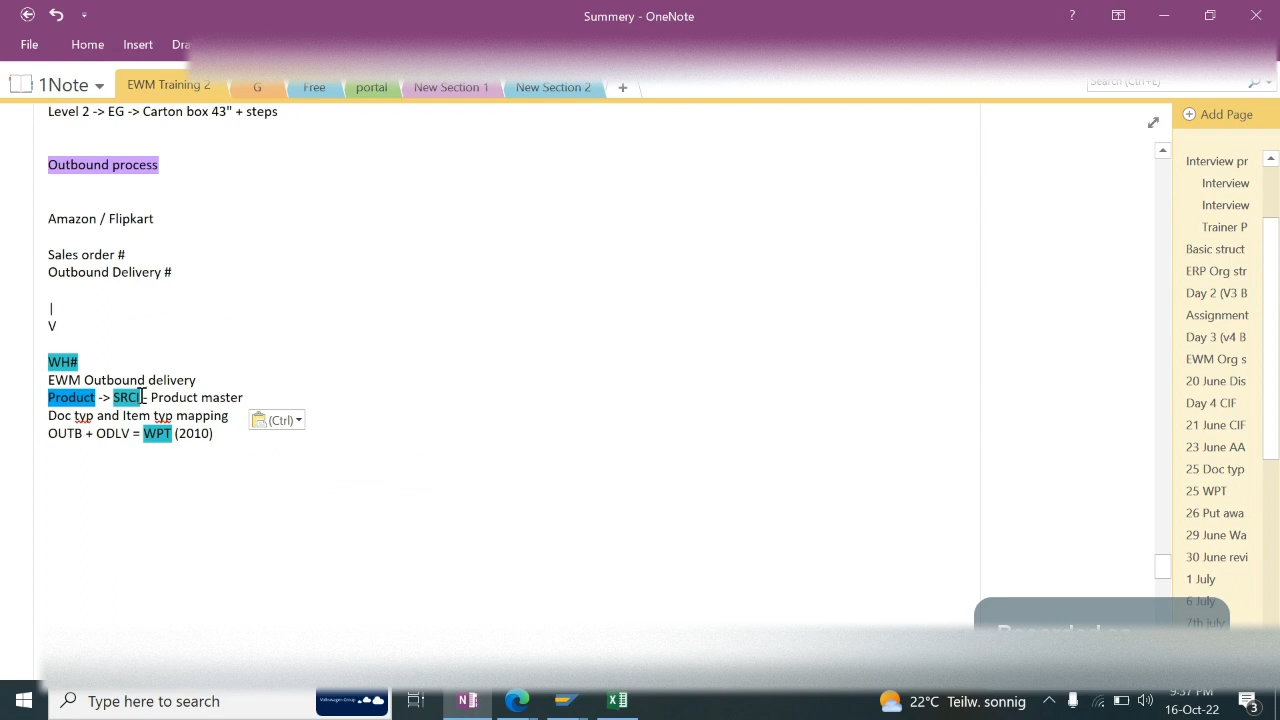 Summery - OneNote
?
File
Home
Insert
1Note
EWM Training 2
G
Free
portal
New Section 1
New Section 2
+
Search (Ctrl+E)
Level 2 -> EG -> Carton box 43" + steps
Add Page
Outbound process
Amazon / Flipkart
Sales order #
Outbound Delivery #
|
V
WH#
EWM Outbound delivery
Product -> SRCI - Product master
Doc typ and Item typ mapping
(Ctrl)
OUTB + ODLV = WPT (2010)
Interview pr
Interview
Interview
Trainer P
Basic struct
ERP Org str
Day 2 (V3 B
Assignment
Day 3 (v4 B
EWM Org s
20 June Dis
Day 4 CIF
21 June CIF
23 June AA
25 Doc typ
25 WPT
26 Put awa
29 June Wa
30 June revi
1 July
6 July
7th july
Type here to search
22°C Teilw. sonnig
9:37 PM
16-Oct-22
3